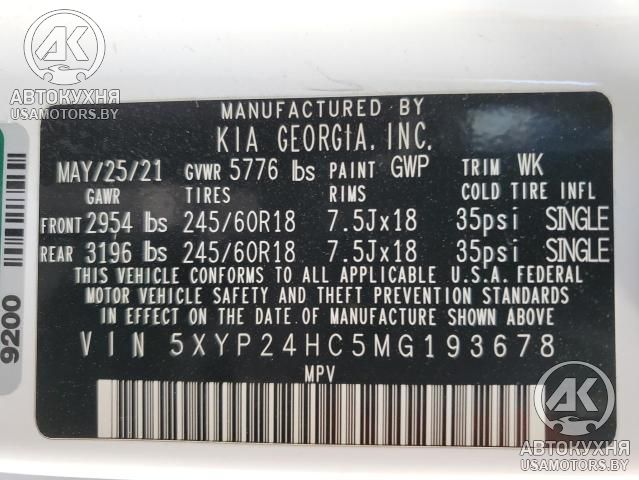 AK
АВТОКУХНЯ
USAMOTORS.BY
MANUFACTURED BY
KIA GEORGIA, INC.
MAY/25/21 GVWR 5776 lbs PAINT GWP TRIM WK
GAWR TIRES RIMS COLD TIRE INFL
FRONT 2954 lbs 245/60R18 7.5Jx18 35psi SINGLE
REAR 3196 lbs 245/60R18 7.5Jx18 35psi SINGLE
THIS VEHICLE CONFORMS TO ALL APPLICABLE U.S.A. FEDERAL
MOTOR VEHICLE SAFETY AND THEFT PREVENTION STANDARDS
IN EFFECT ON THE DATE OF MANUFACTURE SHOWN ABOVE
VIN 5XYP24HC5MG193678
MPV
9200
AK
АВТОКУХНЯ
USAMOTORS.BY